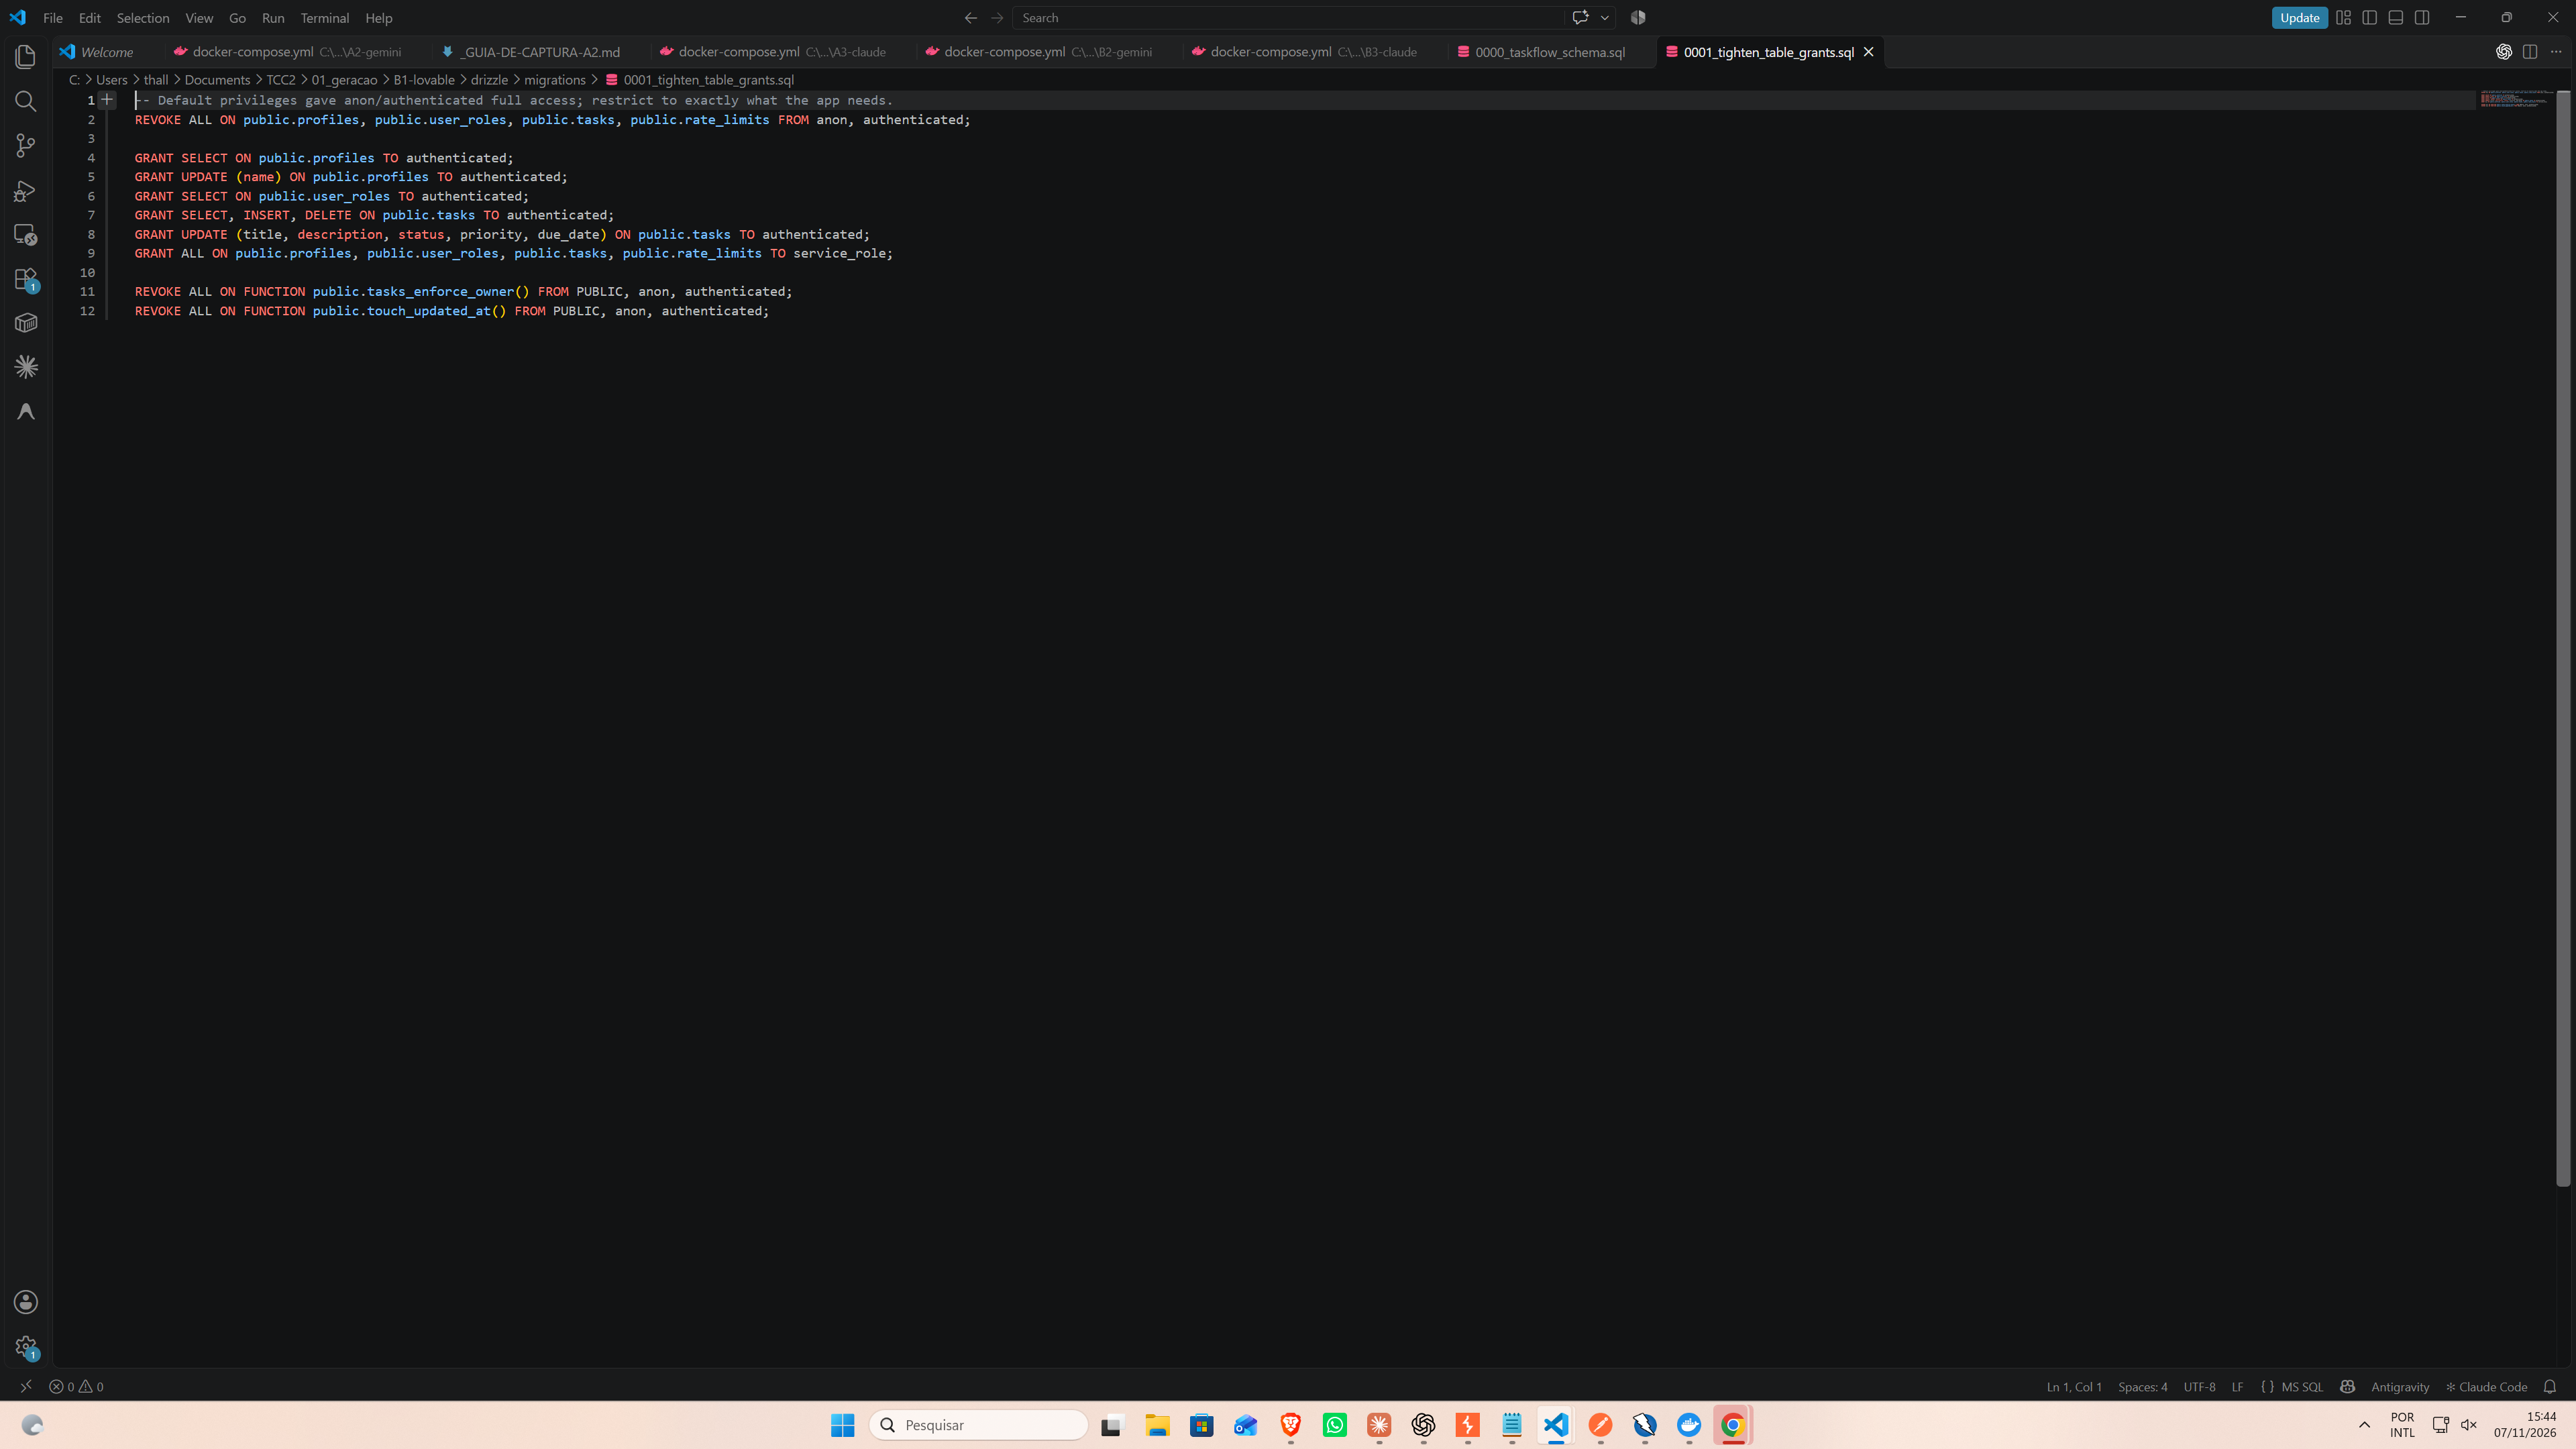 File Edit Selection View Go Run Terminal Help
Search
Update
Welcome
docker-compose.yml C:\...\A2-gemini
_GUIA-DE-CAPTURA-A2.md
docker-compose.yml C:\...\A3-claude
docker-compose.yml C:\...\B2-gemini
docker-compose.yml C:\...\B3-claude
0000_taskflow_schema.sql
0001_tighten_table_grants.sql
C: > Users > thall > Documents > TCC2 > 01_geracao > B1-lovable > drizzle > migrations > 0001_tighten_table_grants.sql
1 -- Default privileges gave anon/authenticated full access; restrict to exactly what the app needs.
2 REVOKE ALL ON public.profiles, public.user_roles, public.tasks, public.rate_limits FROM anon, authenticated;
3
4 GRANT SELECT ON public.profiles TO authenticated;
5 GRANT UPDATE (name) ON public.profiles TO authenticated;
6 GRANT SELECT ON public.user_roles TO authenticated;
7 GRANT SELECT, INSERT, DELETE ON public.tasks TO authenticated;
8 GRANT UPDATE (title, description, status, priority, due_date) ON public.tasks TO authenticated;
9 GRANT ALL ON public.profiles, public.user_roles, public.tasks, public.rate_limits TO service_role;
10
11 REVOKE ALL ON FUNCTION public.tasks_enforce_owner() FROM PUBLIC, anon, authenticated;
12 REVOKE ALL ON FUNCTION public.touch_updated_at() FROM PUBLIC, anon, authenticated;
1
1
0 0
Ln 1, Col 1 Spaces: 4 UTF-8 LF { } MS SQL Antigravity Claude Code
Pesquisar
POR
INTL
15:44
07/11/2026